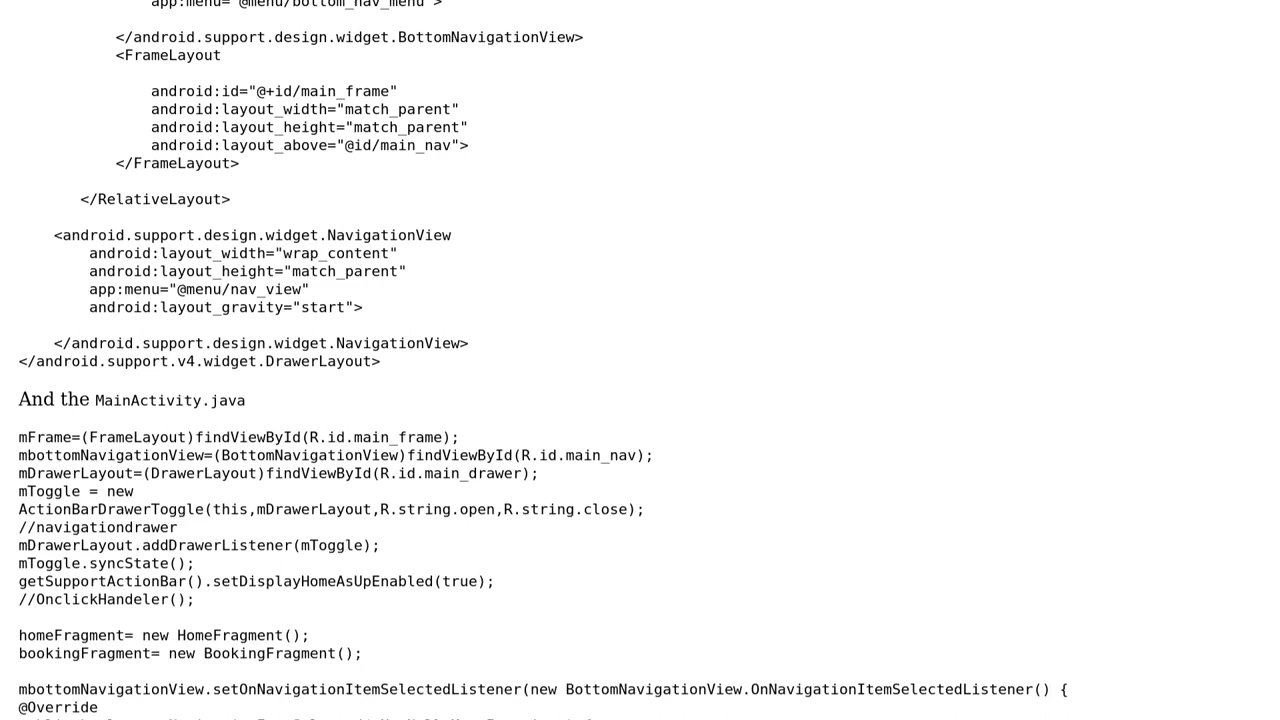 app:menu="@menu/bottom_nav_menu">
</android.support.design.widget.BottomNavigationView>
<FrameLayout
android:id="@+id/main_frame"
android:layout_width="match_parent"
android:layout_height="match_parent"
android:layout_above="@id/main_nav">
</FrameLayout>
</RelativeLayout>
<android.support.design.widget.NavigationView
android:layout_width="wrap_content"
android:layout_height="match_parent"
app:menu="@menu/nav_view"
android:layout_gravity="start">
</android.support.design.widget.NavigationView>
</android.support.v4.widget.DrawerLayout>
And the MainActivity.java
mFrame=(FrameLayout)findViewById(R.id.main_frame);
mbottomNavigationView=(BottomNavigationView)findViewById(R.id.main_nav);
mDrawerLayout=(DrawerLayout)findViewById(R.id.main_drawer);
mToggle = new
ActionBarDrawerToggle(this,mDrawerLayout,R.string.open,R.string.close);
//navigationdrawer
mDrawerLayout.addDrawerListener(mToggle);
mToggle.syncState();
getSupportActionBar().setDisplayHomeAsUpEnabled(true);
//OnclickHandeler();
homeFragment= new HomeFragment();
bookingFragment= new BookingFragment();
mbottomNavigationView.setOnNavigationItemSelectedListener(new BottomNavigationView.OnNavigationItemSelectedListener() {
@Override